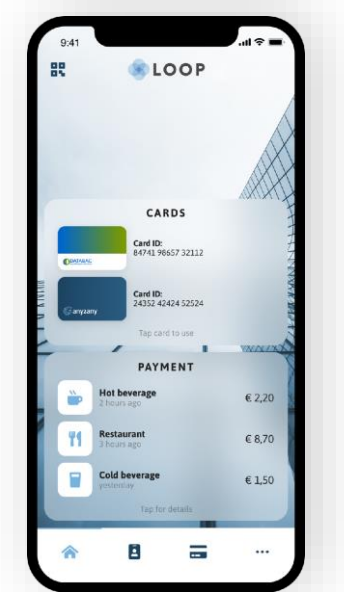 9:41
LOOP
CARDS
Card ID:
84741 98657 32112
Card ID:
24352 42424 52524
anyzany
Tap card to use
PAYMENT
Hot beverage
2 hours ago
€ 2,20
Restaurant
3 hours ago
€ 8,70
Cold beverage
yesterday
€ 1,50
Tap for details